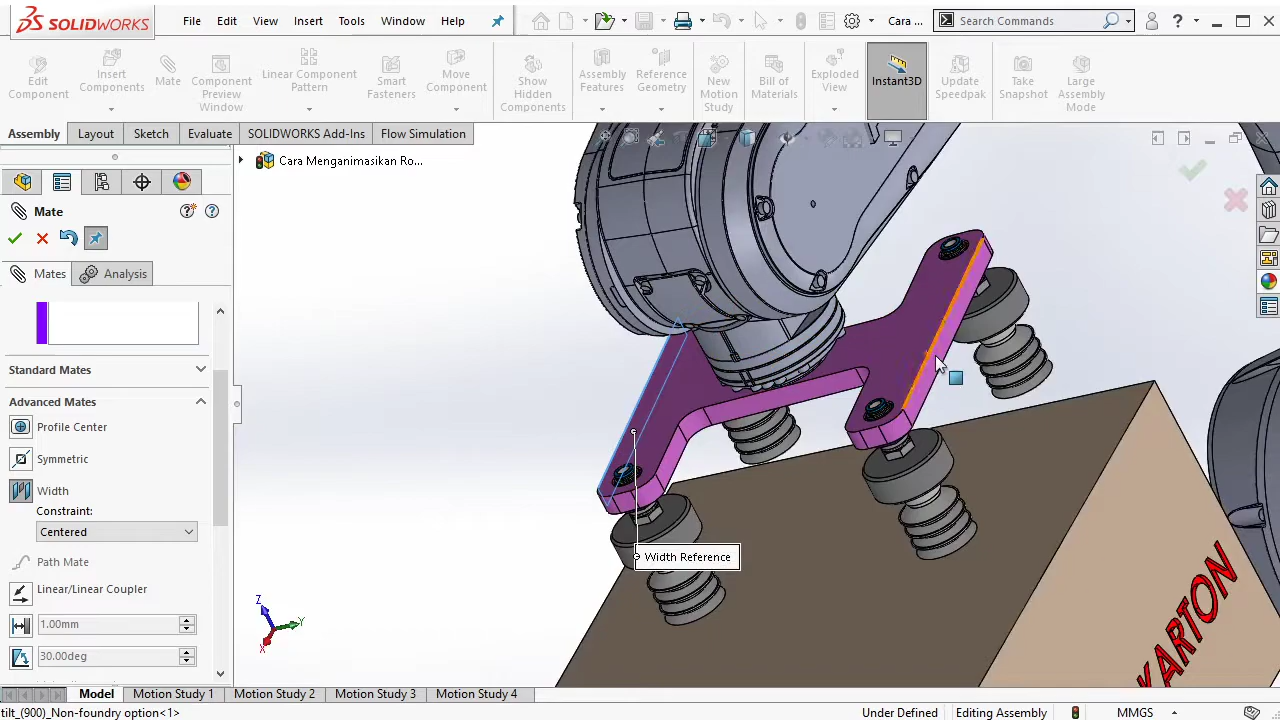 SOLIDWORKS
File Edit View Insert Tools Window Help
Cara ...
Search Commands
Edit Component
Insert Components
Mate
Component Preview Window
Linear Component Pattern
Smart Fasteners
Move Component
Show Hidden Components
Assembly Features
Reference Geometry
New Motion Study
Bill of Materials
Exploded View
Instant3D
Update Speedpak
Take Snapshot
Large Assembly Mode
Assembly Layout Sketch Evaluate SOLIDWORKS Add-Ins Flow Simulation
Cara Menganimasikan Ro...
Mate
Mates Analysis
Standard Mates
Advanced Mates
Profile Center
Symmetric
Width
Constraint:
Centered
Path Mate
Linear/Linear Coupler
1.00mm
30.00deg
Width Reference
KARTON
Z
Y
X
Model Motion Study 1 Motion Study 2 Motion Study 3 Motion Study 4
tilt_(900)_Non-foundry option<1>
Under Defined Editing Assembly MMGS